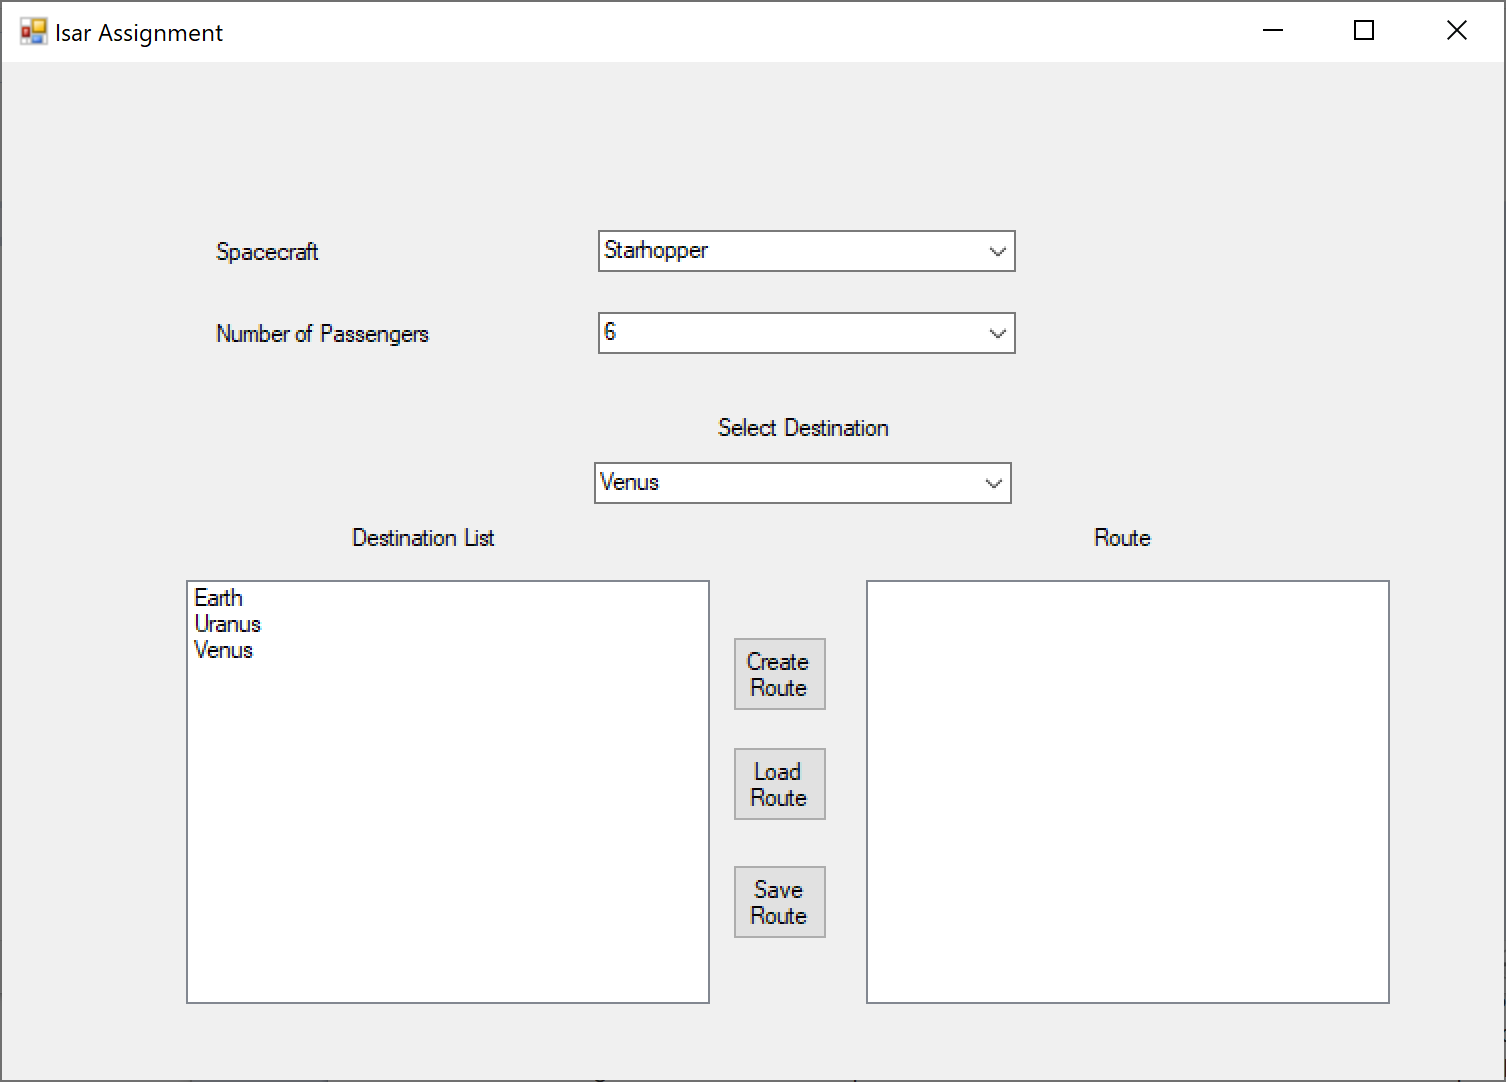 Isar Assignment
Spacecraft
Starhopper
Number of Passengers
6
Select Destination
Venus
Destination List
Route
Earth
Uranus
Venus
Create
Route
Load
Route
Save
Route